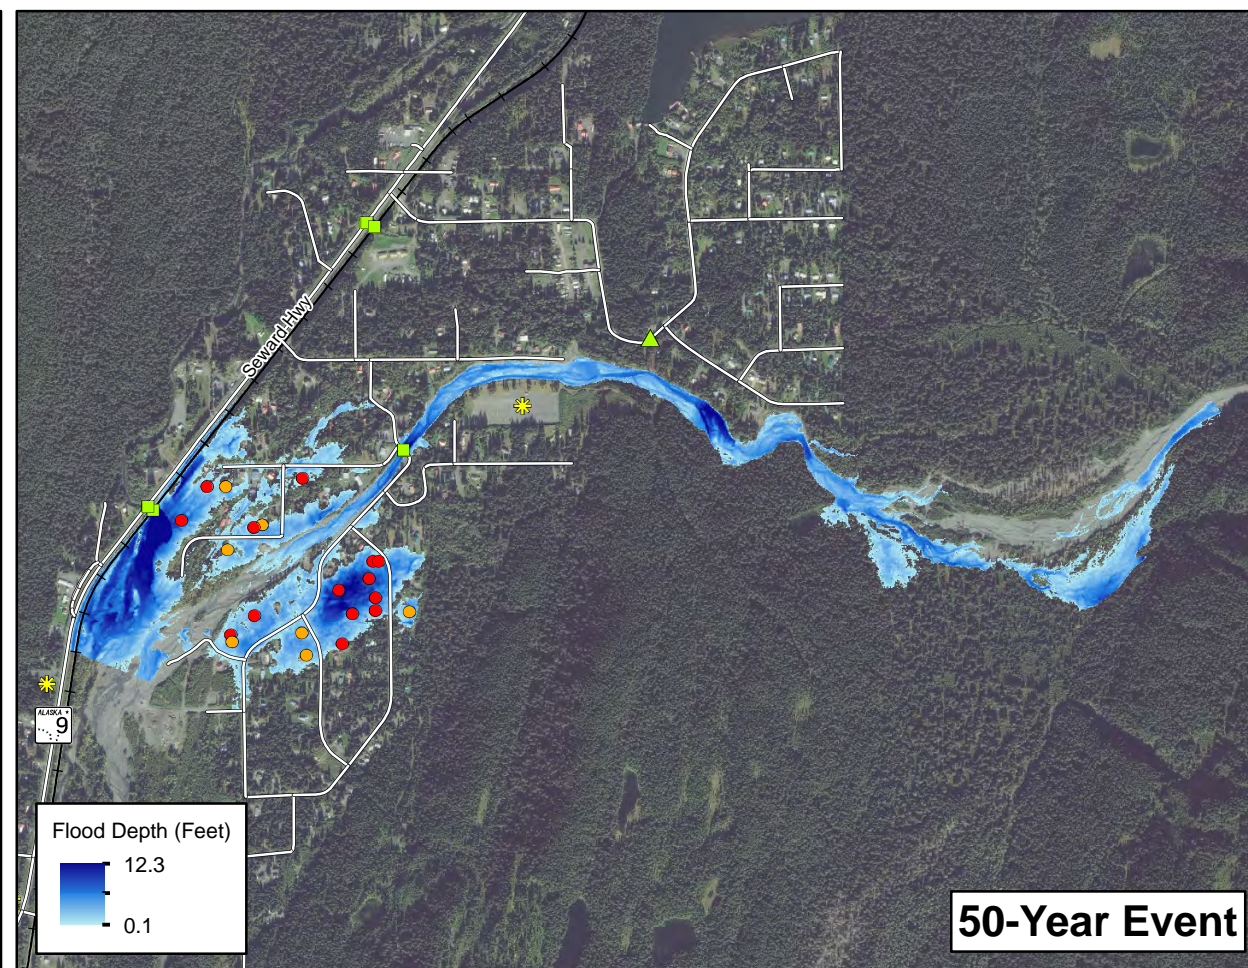 Seward Hwy
ALASKA
9
Flood Depth (Feet)
12.3
0.1
50-Year Event